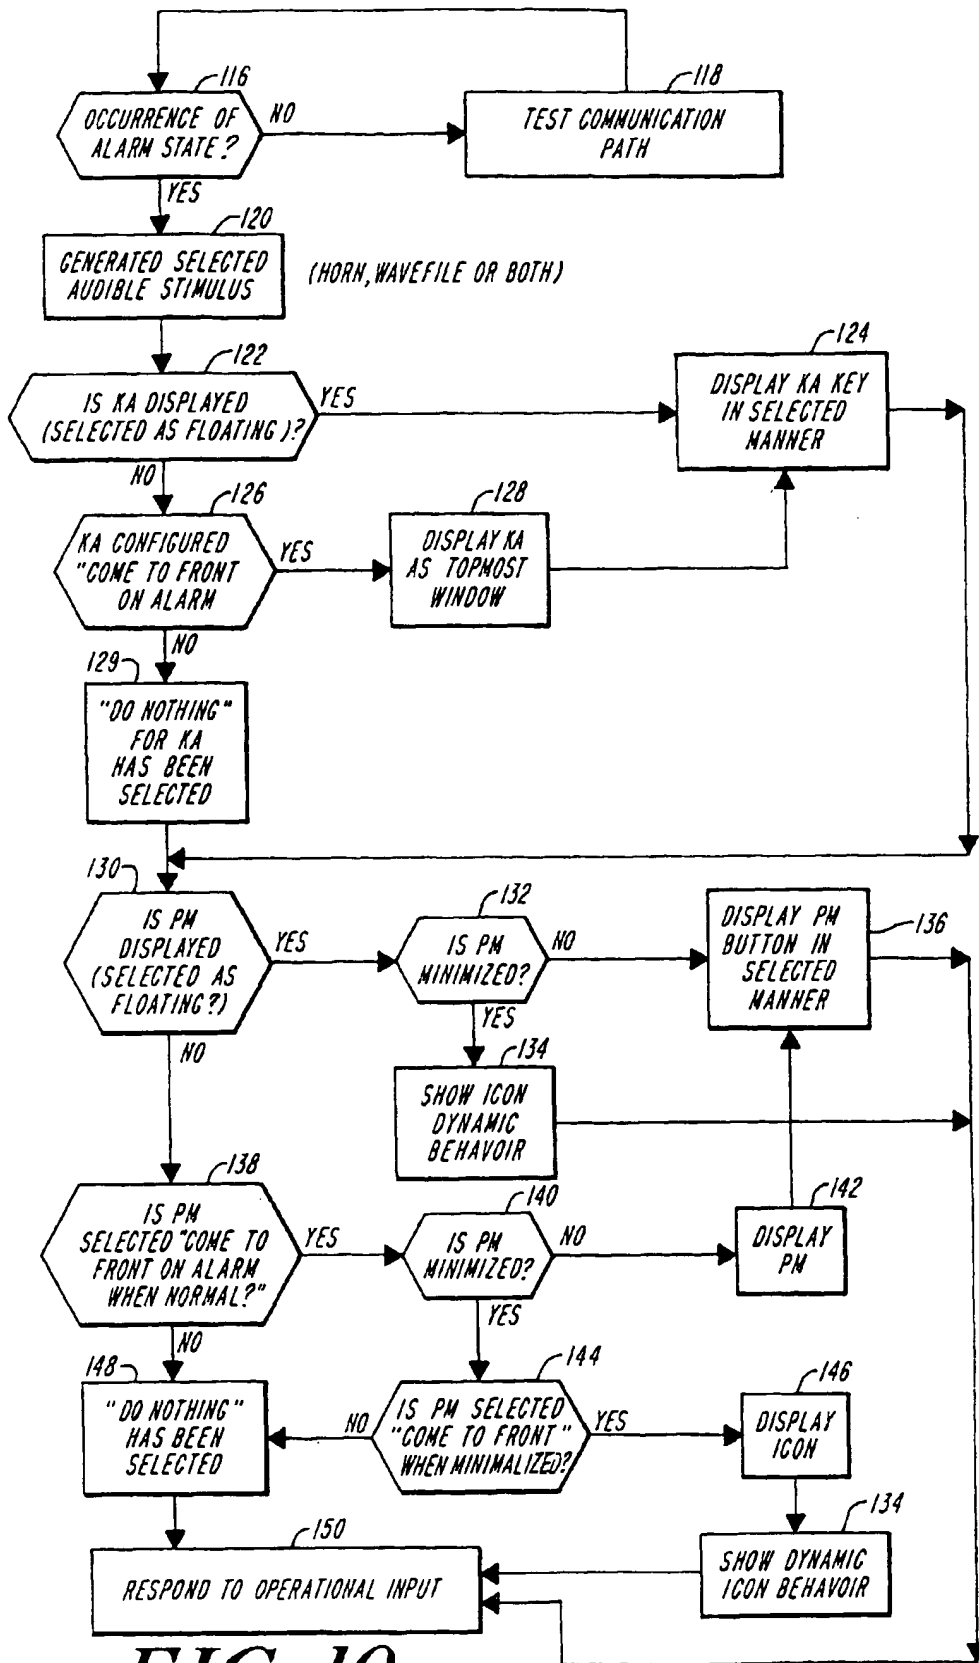 116
OCCURRENCE OF
ALARM STATE?
NO
118
TEST COMMUNICATION
PATH
YES
120
GENERATED SELECTED
AUDIBLE STIMULUS
(HORN, WAVEFILE OR BOTH)
122
IS KA DISPLAYED
(SELECTED AS FLOATING)?
YES
124
DISPLAY KA KEY
IN SELECTED
MANNER
NO
126
KA CONFIGURED
"COME TO FRONT
ON ALARM
YES
128
DISPLAY KA
AS TOPMOST
WINDOW
NO
129
"DO NOTHING"
FOR KA
HAS BEEN
SELECTED
130
IS PM
DISPLAYED
(SELECTED AS
FLOATING?)
YES
132
IS PM
MINIMIZED?
NO
DISPLAY PM
BUTTON IN
SELECTED
MANNER
136
YES
134
SHOW ICON
DYNAMIC
BEHAVOIR
NO
138
IS PM
SELECTED "COME TO
FRONT ON ALARM
WHEN NORMAL?"
YES
140
IS PM
MINIMIZED?
NO
142
DISPLAY
PM
YES
NO
148
"DO NOTHING"
HAS BEEN
SELECTED
NO
144
IS PM SELECTED
"COME TO FRONT"
WHEN MINIMALIZED?
YES
146
DISPLAY
ICON
134
SHOW DYNAMIC
ICON BEHAVOIR
150
RESPOND TO OPERATIONAL INPUT
FIG. 10